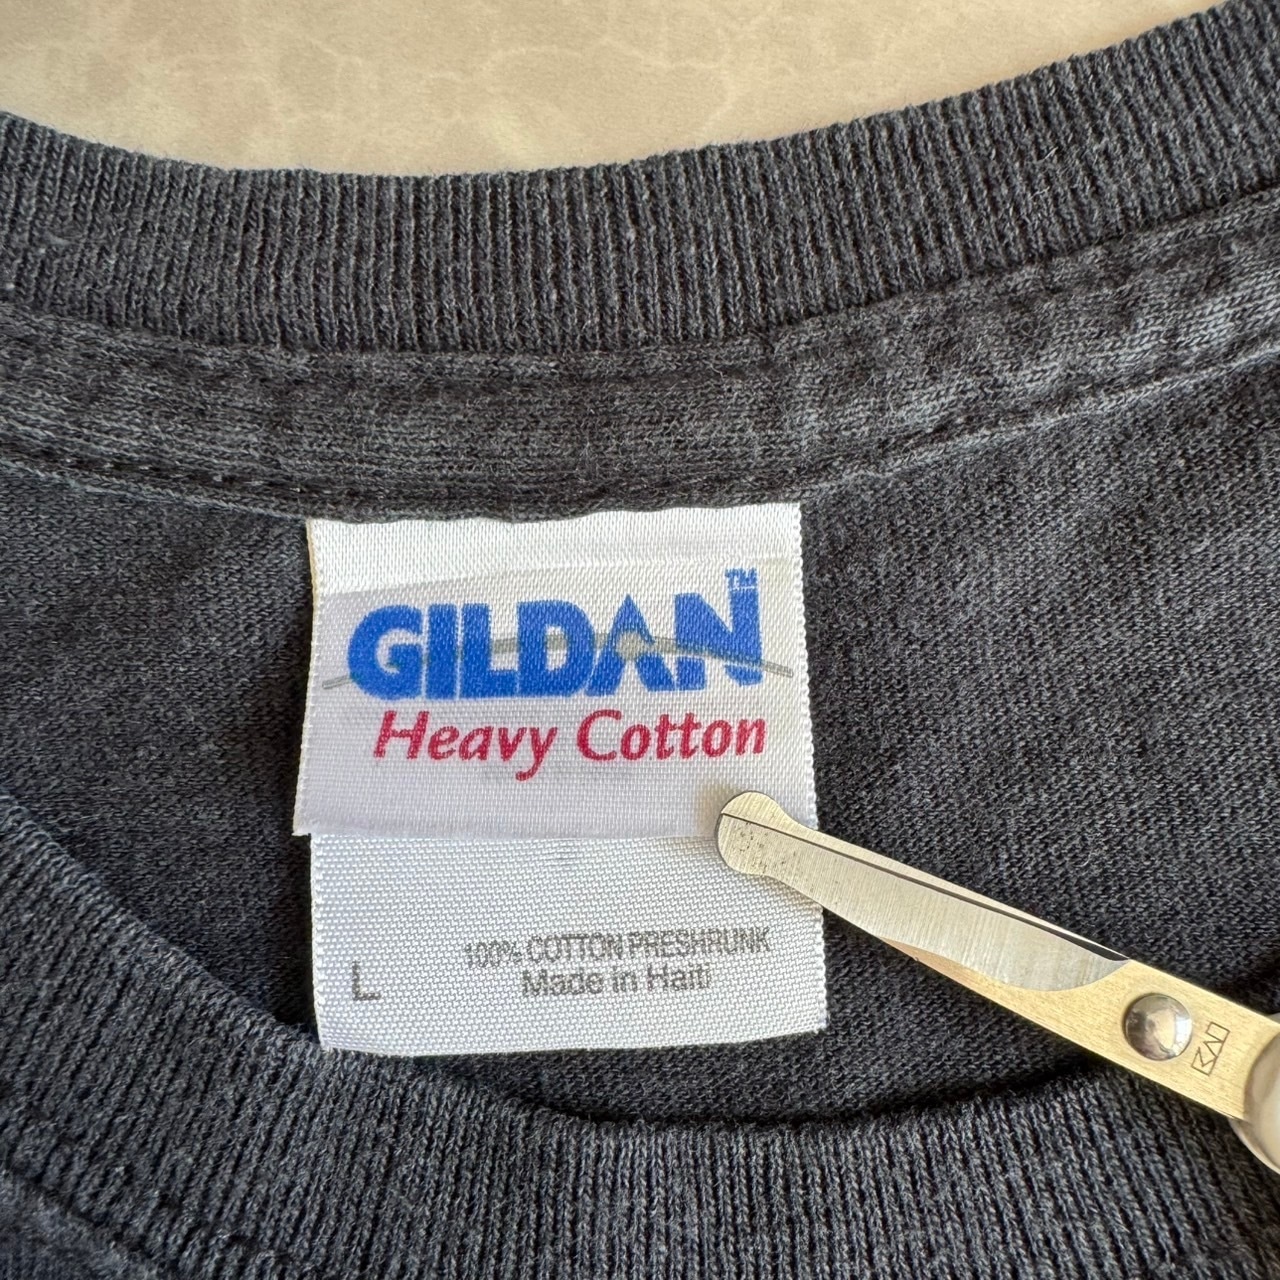 GILDAN™
Heavy Cotton
100% COTTON PRESHRUNK
L Made in Haiti